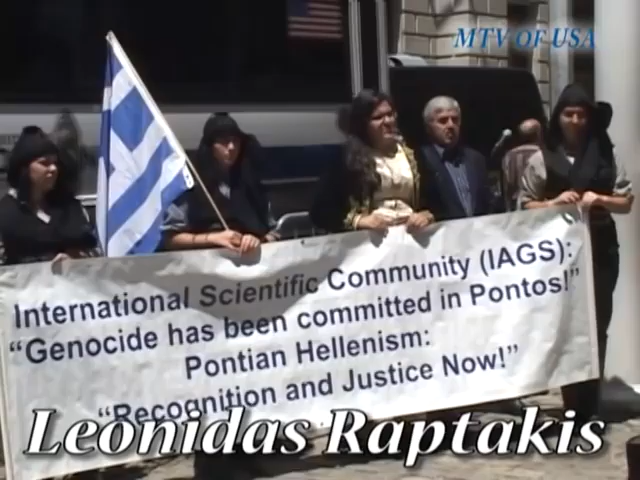 MTV OF USA
International Scientific Community (IAGS):
“Genocide has been committed in Pontos!”
Pontian Hellenism:
“Recognition and Justice Now!”
Leonidas Raptakis